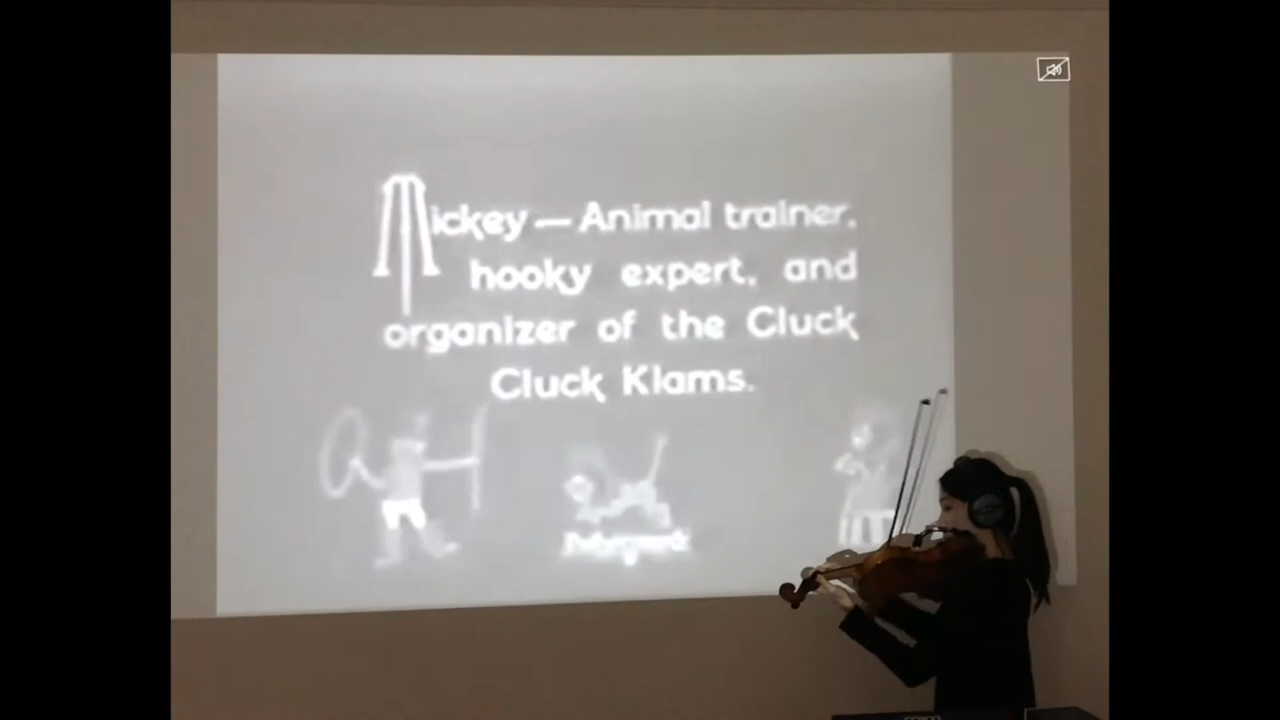 Mickey — Animal trainer,
hooky expert, and
organizer of the Cluck
Cluck Klams.